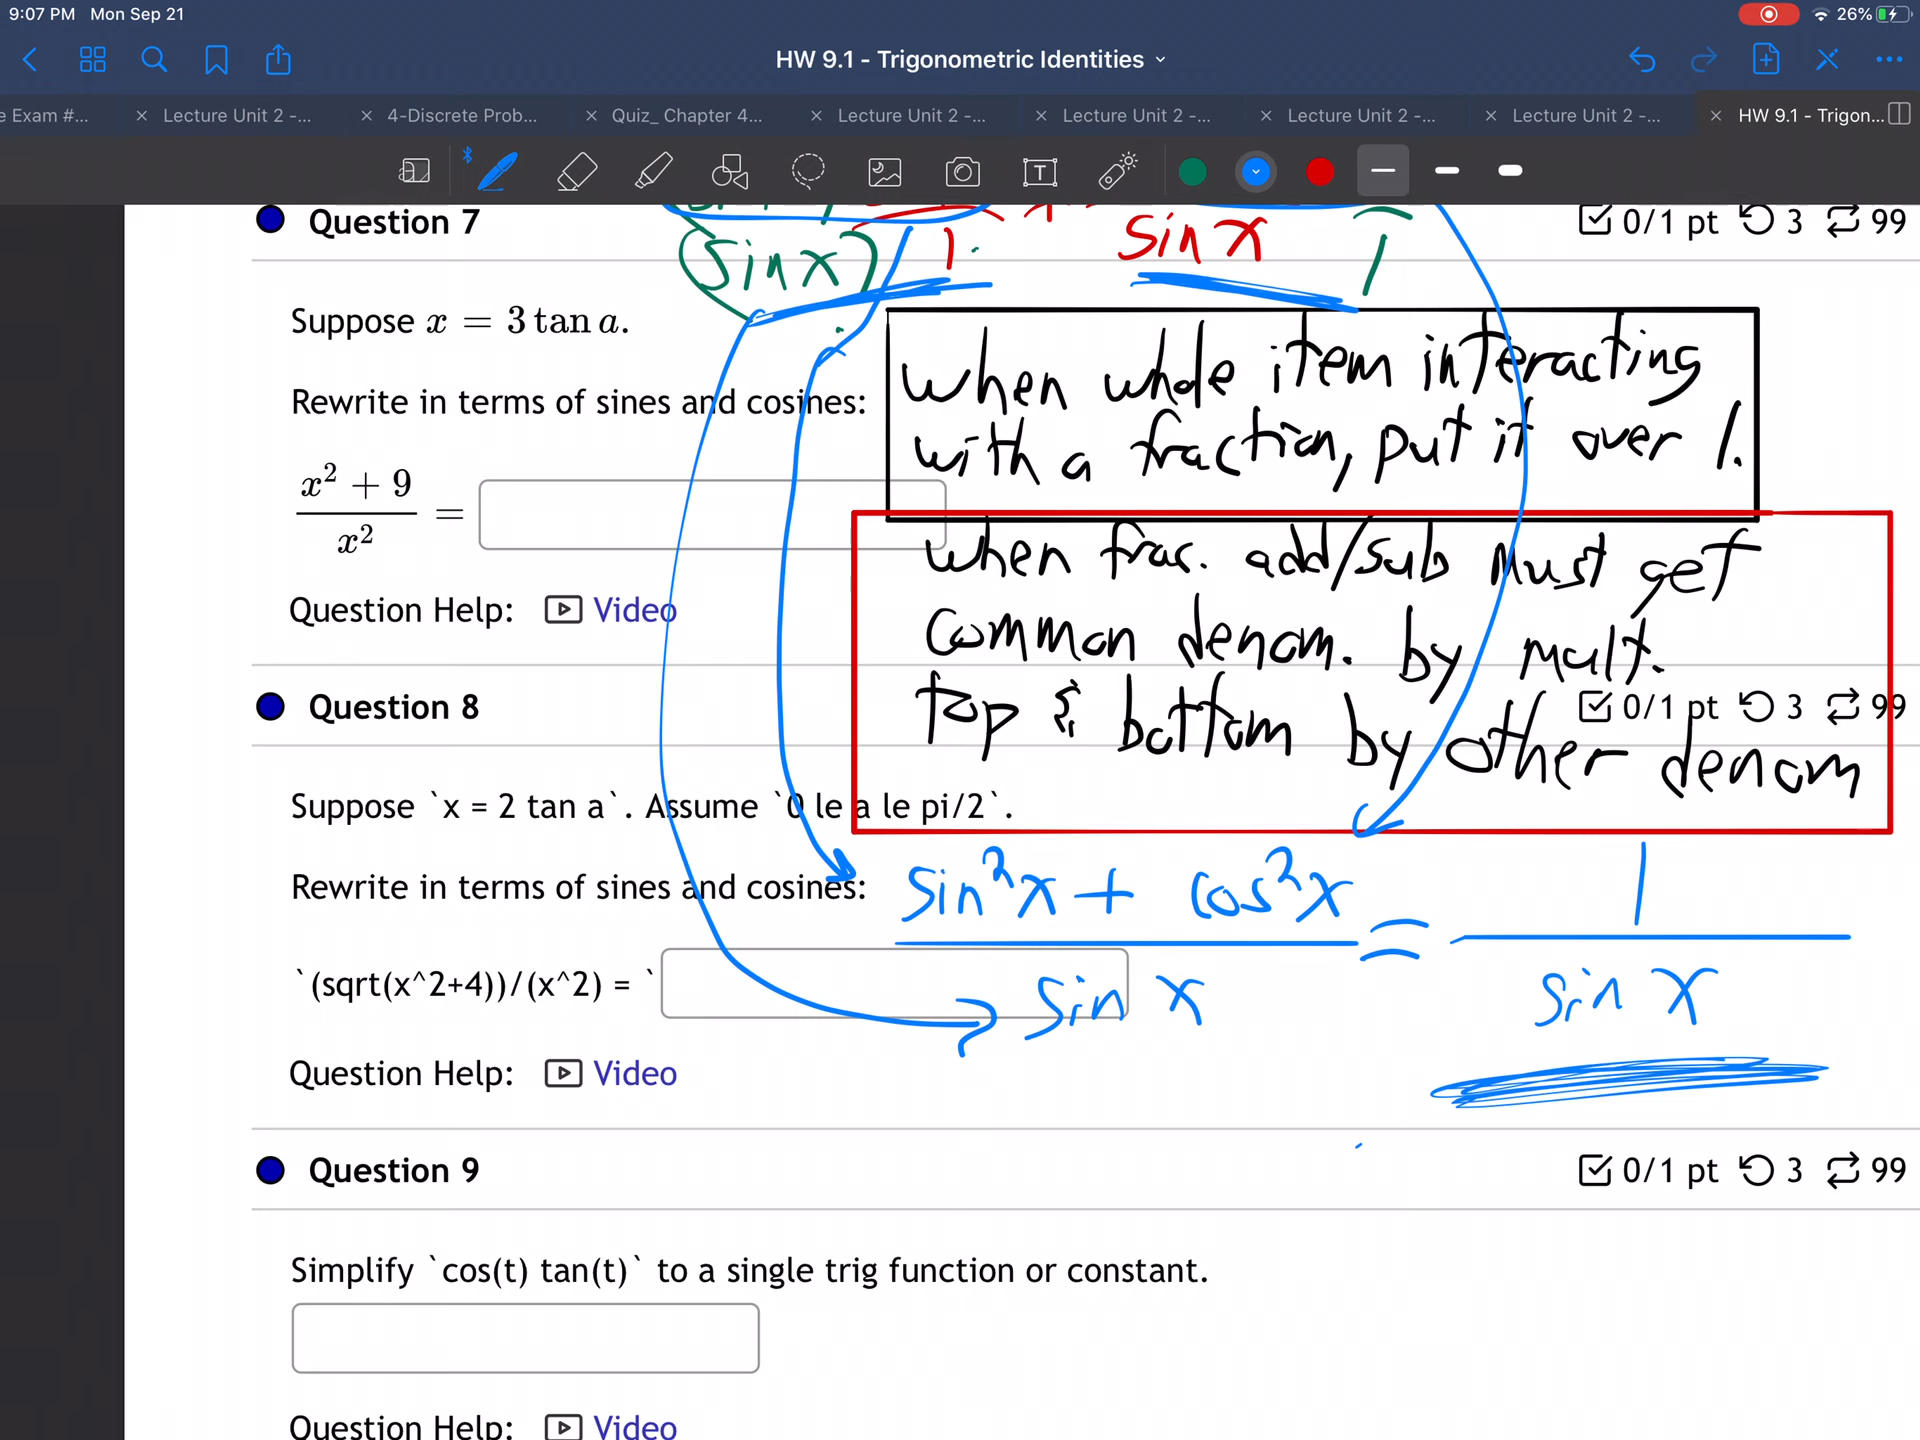 9:07 PM Mon Sep 21
26%
HW 9.1 - Trigonometric Identities
e Exam #...
× Lecture Unit 2 -...
× 4-Discrete Prob...
× Quiz_ Chapter 4...
× Lecture Unit 2 -...
× Lecture Unit 2 -...
× Lecture Unit 2 -...
× Lecture Unit 2 -...
× HW 9.1 - Trigon...
T
Question 7
0/1 pt 3 99
(sin x) 1 sin x 1
Suppose x = 3 tan a.
When whole item interacting
with a fraction, put it over 1.
Rewrite in terms of sines and cosines:
x² + 9
=
x²
When frac. add/sub Must get
common denom. by mult.
top & bottom by other denom
Question Help: Video
Question 8
0/1 pt 3 99
Suppose `x = 2 tan a`. Assume `0 le a le pi/2`.
Rewrite in terms of sines and cosines:
sin²x + cos²x = 1
sin x sin x
`(sqrt(x^2+4))/(x^2) = `
Question Help: Video
Question 9
0/1 pt 3 99
Simplify `cos(t) tan(t)` to a single trig function or constant.
Question Help: Video